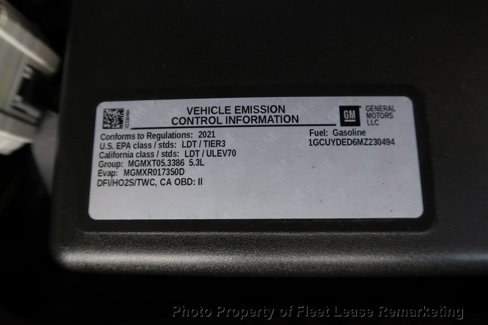 VEHICLE EMISSION
CONTROL INFORMATION
GM
GENERAL
MOTORS
LLC
Conforms to Regulations: 2021
Fuel: Gasoline
U.S. EPA class / stds: LDT / TIER3
1GCUYDED6MZ230494
California class / stds: LDT / ULEV70
Group: MGMXT05.3386 5.3L
Evap: MGMXR017350D
DFI/HO2S/TWC, CA OBD: II
Photo Property of Fleet Lease Remarketing